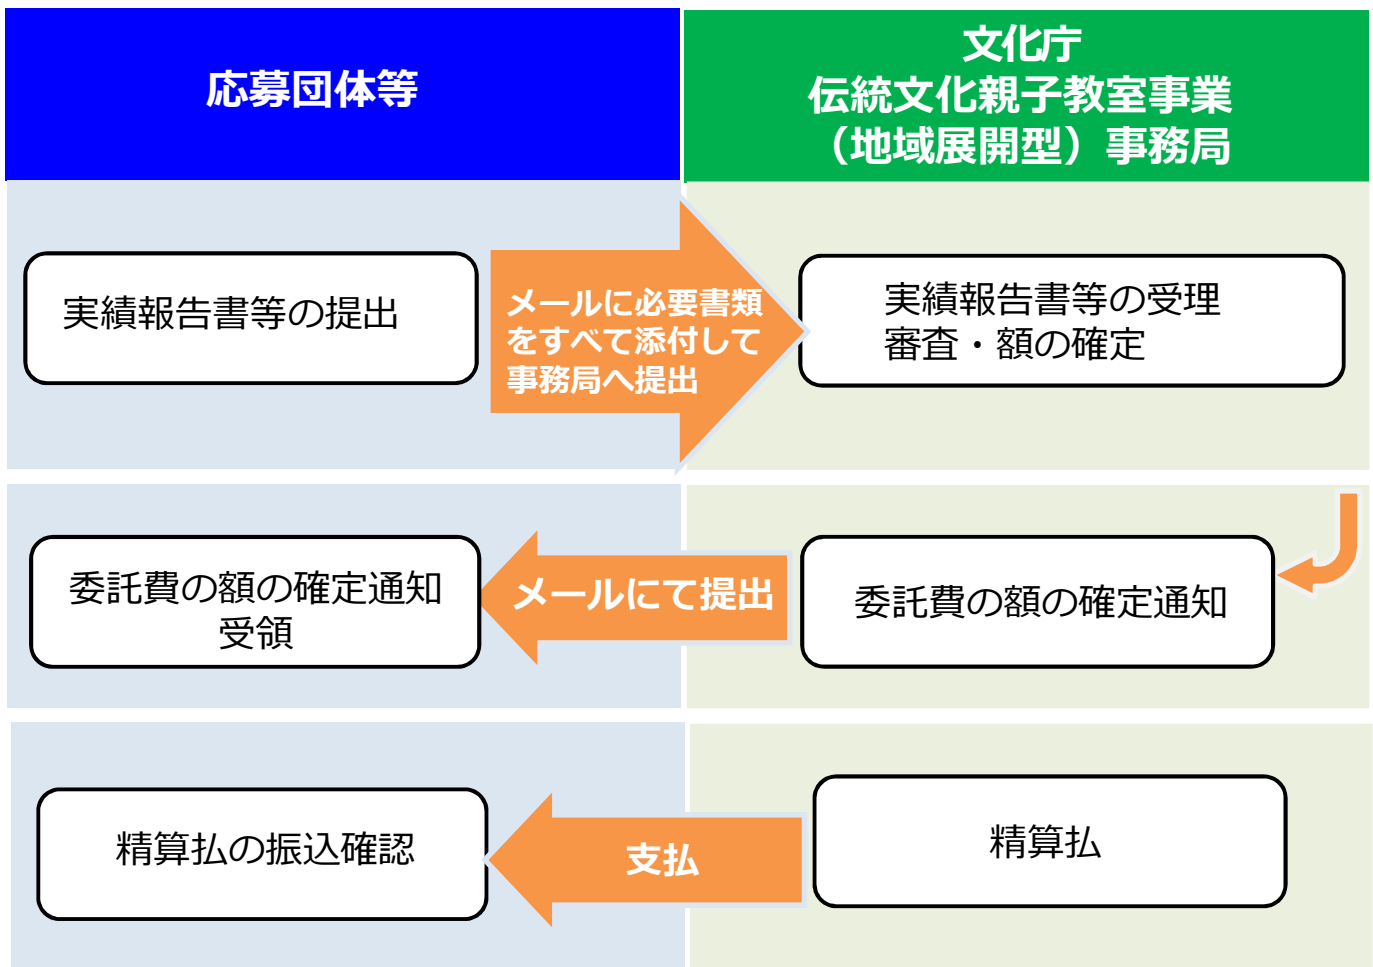 応募団体等
文化庁
伝統文化親子教室事業
（地域展開型）事務局
実績報告書等の提出
メールに必要書類
をすべて添付して
事務局へ提出
実績報告書等の受理
審査・額の確定
委託費の額の確定通知
受領
メールにて提出
委託費の額の確定通知
精算払の振込確認
支払
精算払